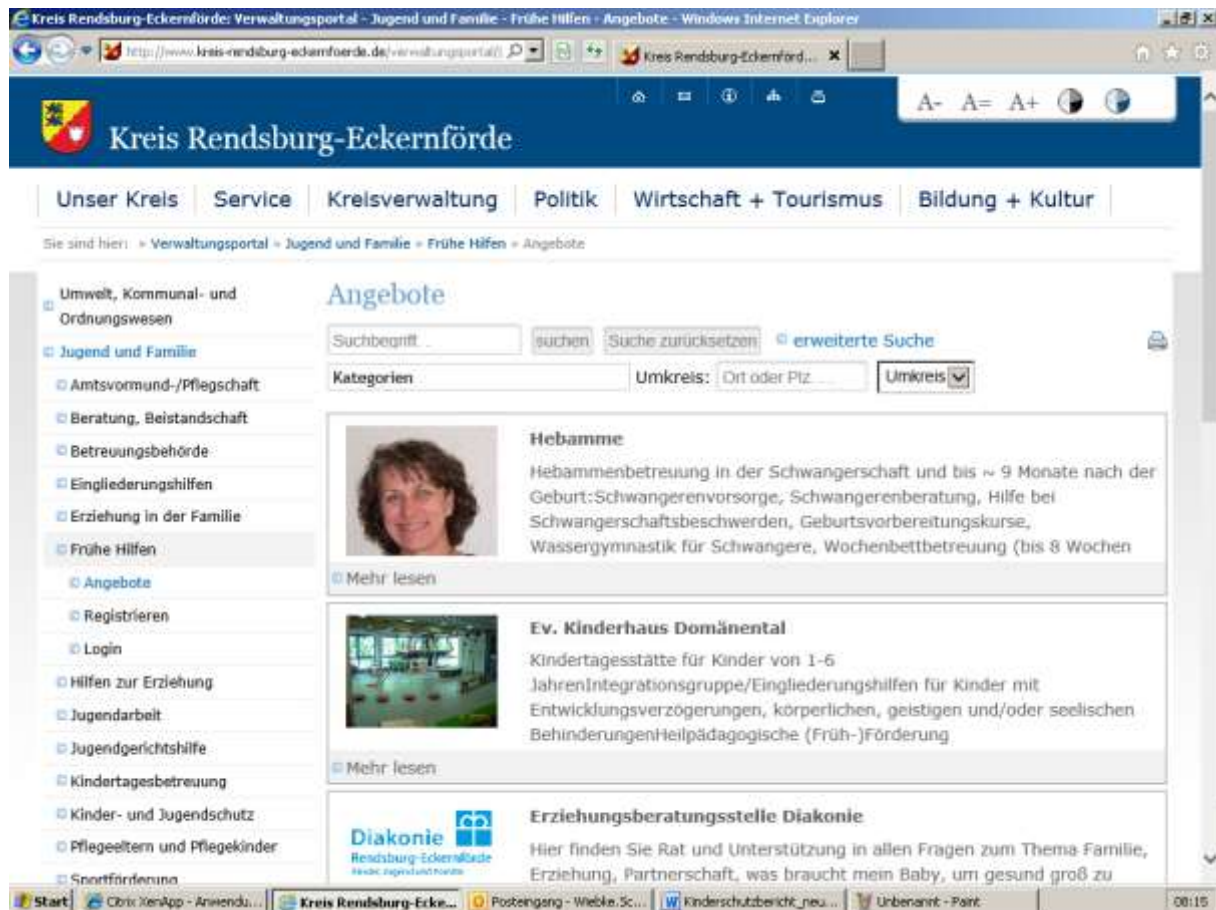 Kreis Rendsburg-Eckernförde: Verwaltungsportal - Jugend und Familie - Frühe Hilfen - Angebote - Windows Internet Explorer
http://www.kreis-rendsburg-eckernfoerde.de/verwaltungsportal/
Kreis Rendsburg-Eckernförd...
A- A= A+
Kreis Rendsburg-Eckernförde
Unser Kreis Service Kreisverwaltung Politik Wirtschaft + Tourismus Bildung + Kultur
Sie sind hier: » Verwaltungsportal » Jugend und Familie » Frühe Hilfen » Angebote
Umwelt, Kommunal- und
Ordnungswesen
Jugend und Familie
Amtsvormund-/Pflegschaft
Beratung, Beistandschaft
Betreuungsbehörde
Eingliederungshilfen
Erziehung in der Familie
Frühe Hilfen
Angebote
Registrieren
Login
Hilfen zur Erziehung
Jugendarbeit
Jugendgerichtshilfe
Kindertagesbetreuung
Kinder- und Jugendschutz
Pflegeeltern und Pflegekinder
Sportförderung
Angebote
Suchbegriff ... suchen Suche zurücksetzen erweiterte Suche
Kategorien Umkreis: Ort oder Plz. ... Umkreis
Hebamme
Hebammenbetreuung in der Schwangerschaft und bis ~ 9 Monate nach der
Geburt:Schwangerenvorsorge, Schwangerenberatung, Hilfe bei
Schwangerschaftsbeschwerden, Geburtsvorbereitungskurse,
Wassergymnastik für Schwangere, Wochenbettbetreuung (bis 8 Wochen
Mehr lesen
Ev. Kinderhaus Domänental
Kindertagesstätte für Kinder von 1-6
JahrenIntegrationsgruppe/Eingliederungshilfen für Kinder mit
Entwicklungsverzögerungen, körperlichen, geistigen und/oder seelischen
BehinderungenHeilpädagogische (Früh-)Förderung
Mehr lesen
Diakonie
Rendsburg-Eckernförde
Erziehungsberatungsstelle Diakonie
Hier finden Sie Rat und Unterstützung in allen Fragen zum Thema Familie,
Erziehung, Partnerschaft, was braucht mein Baby, um gesund groß zu
Start Citrix XenApp - Anwendu... Kreis Rendsburg-Ecke... Posteingang - Wiebke.Sc... Kinderschutzbericht_neu... Unbenannt - Paint 08:15